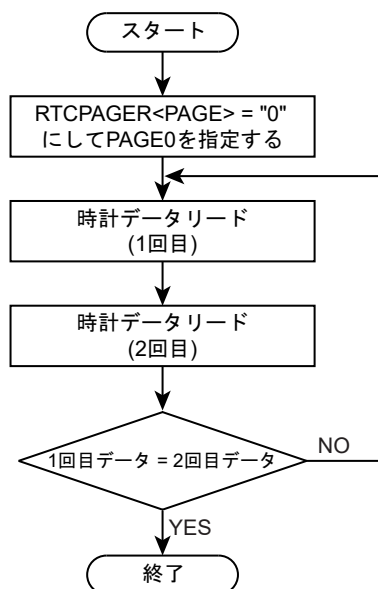 スタート
RTCPAGER<PAGE> = "0"
にしてPAGE0を指定する
時計データリード
(1回目)
時計データリード
(2回目)
1回目データ = 2回目データ
NO
YES
終了